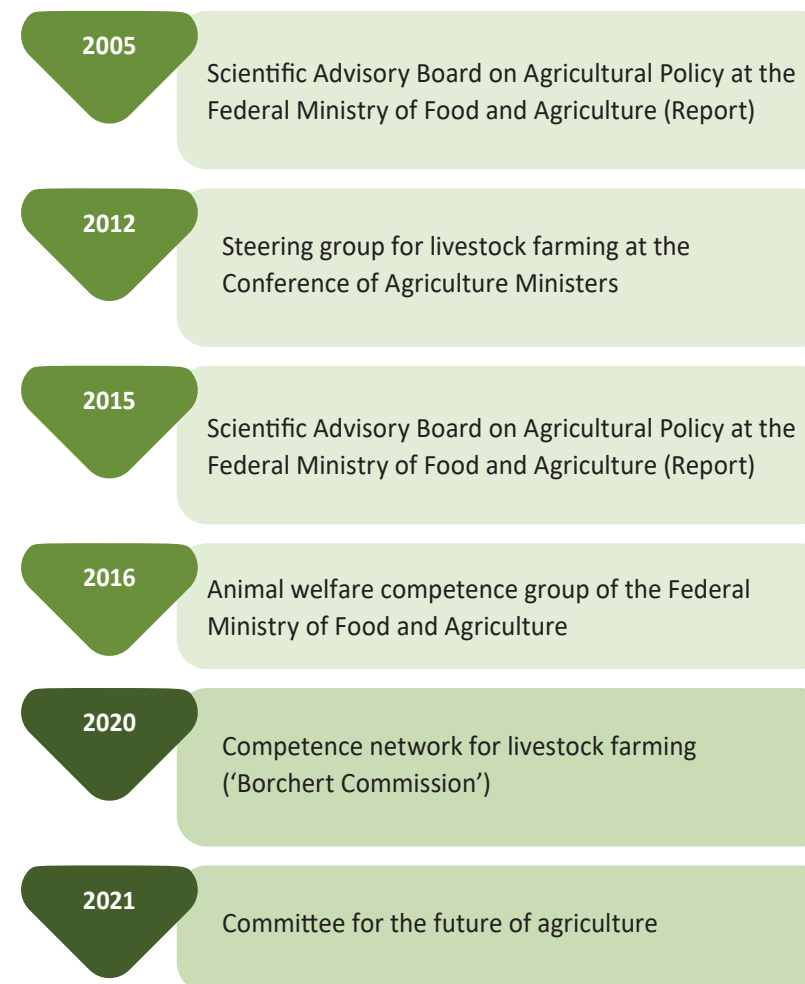 2005
Scientific Advisory Board on Agricultural Policy at the
Federal Ministry of Food and Agriculture (Report)
2012
Steering group for livestock farming at the
Conference of Agriculture Ministers
2015
Scientific Advisory Board on Agricultural Policy at the
Federal Ministry of Food and Agriculture (Report)
2016
Animal welfare competence group of the Federal
Ministry of Food and Agriculture
2020
Competence network for livestock farming
(‘Borchert Commission’)
2021
Committee for the future of agriculture